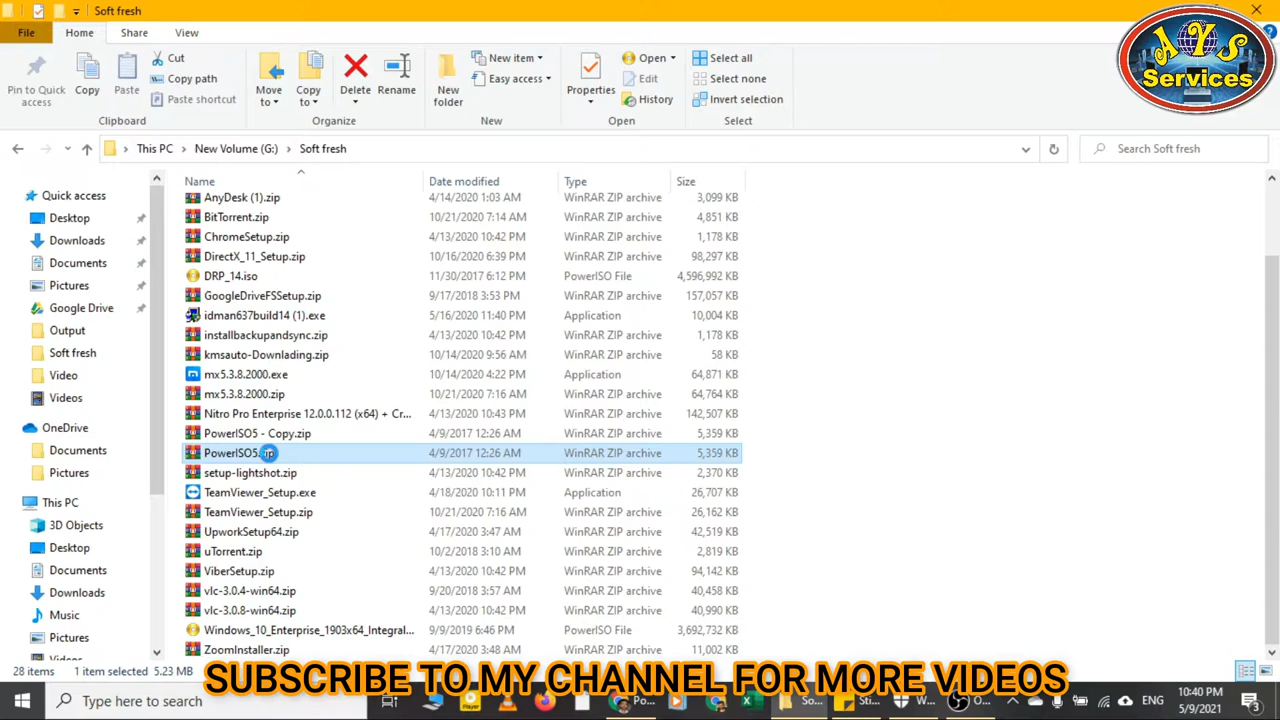 Soft fresh
File Home Share View
Pin to Quick access
Copy
Paste
Cut
Copy path
Paste shortcut
Clipboard
Move to
Copy to
Delete
Rename
Organize
New folder
New item
Easy access
New
Properties
Open
Edit
History
Open
Select all
Select none
Invert selection
Select
AYS
Services
This PC > New Volume (G:) > Soft fresh
Search Soft fresh
Quick access
Desktop
Downloads
Documents
Pictures
Google Drive
Output
Soft fresh
Video
Videos
OneDrive
Documents
Pictures
This PC
3D Objects
Desktop
Documents
Downloads
Music
Pictures
Videos
Name Date modified Type Size
AnyDesk (1).zip 4/14/2020 1:03 AM WinRAR ZIP archive 3,099 KB
BitTorrent.zip 10/21/2020 7:14 AM WinRAR ZIP archive 4,851 KB
ChromeSetup.zip 4/13/2020 10:42 PM WinRAR ZIP archive 1,178 KB
DirectX_11_Setup.zip 10/16/2020 6:39 PM WinRAR ZIP archive 98,297 KB
DRP_14.iso 11/30/2017 6:12 PM PowerISO File 4,596,992 KB
GoogleDriveFSSetup.zip 9/17/2018 3:53 PM WinRAR ZIP archive 157,057 KB
idman637build14 (1).exe 5/16/2020 11:40 PM Application 10,004 KB
installbackupandsync.zip 4/13/2020 10:42 PM WinRAR ZIP archive 1,178 KB
kmsauto-Downlading.zip 10/14/2020 9:56 AM WinRAR ZIP archive 58 KB
mx5.3.8.2000.exe 10/14/2020 4:22 PM Application 64,871 KB
mx5.3.8.2000.zip 10/21/2020 7:16 AM WinRAR ZIP archive 64,764 KB
Nitro Pro Enterprise 12.0.0.112 (x64) + Cr... 4/13/2020 10:43 PM WinRAR ZIP archive 142,507 KB
PowerISO5 - Copy.zip 4/9/2017 12:26 AM WinRAR ZIP archive 5,359 KB
PowerISO5.zip 4/9/2017 12:26 AM WinRAR ZIP archive 5,359 KB
setup-lightshot.zip 4/13/2020 10:42 PM WinRAR ZIP archive 2,370 KB
TeamViewer_Setup.exe 4/18/2020 10:11 PM Application 26,707 KB
TeamViewer_Setup.zip 10/21/2020 7:16 AM WinRAR ZIP archive 26,162 KB
UpworkSetup64.zip 4/17/2020 3:47 AM WinRAR ZIP archive 42,519 KB
uTorrent.zip 10/2/2018 3:10 AM WinRAR ZIP archive 2,819 KB
ViberSetup.zip 4/13/2020 10:42 PM WinRAR ZIP archive 94,142 KB
vlc-3.0.4-win64.zip 9/20/2018 3:57 AM WinRAR ZIP archive 40,458 KB
vlc-3.0.8-win64.zip 4/13/2020 10:42 PM WinRAR ZIP archive 40,990 KB
Windows_10_Enterprise_1903x64_Integral... 9/9/2019 6:46 PM PowerISO File 3,692,732 KB
ZoomInstaller.zip 4/17/2020 3:48 AM WinRAR ZIP archive 11,002 KB
28 items 1 item selected 5.23 MB
SUBSCRIBE TO MY CHANNEL FOR MORE VIDEOS
Type here to search
Po...
So...
Sti...
W...
O...
ENG
10:40 PM
5/9/2021
3